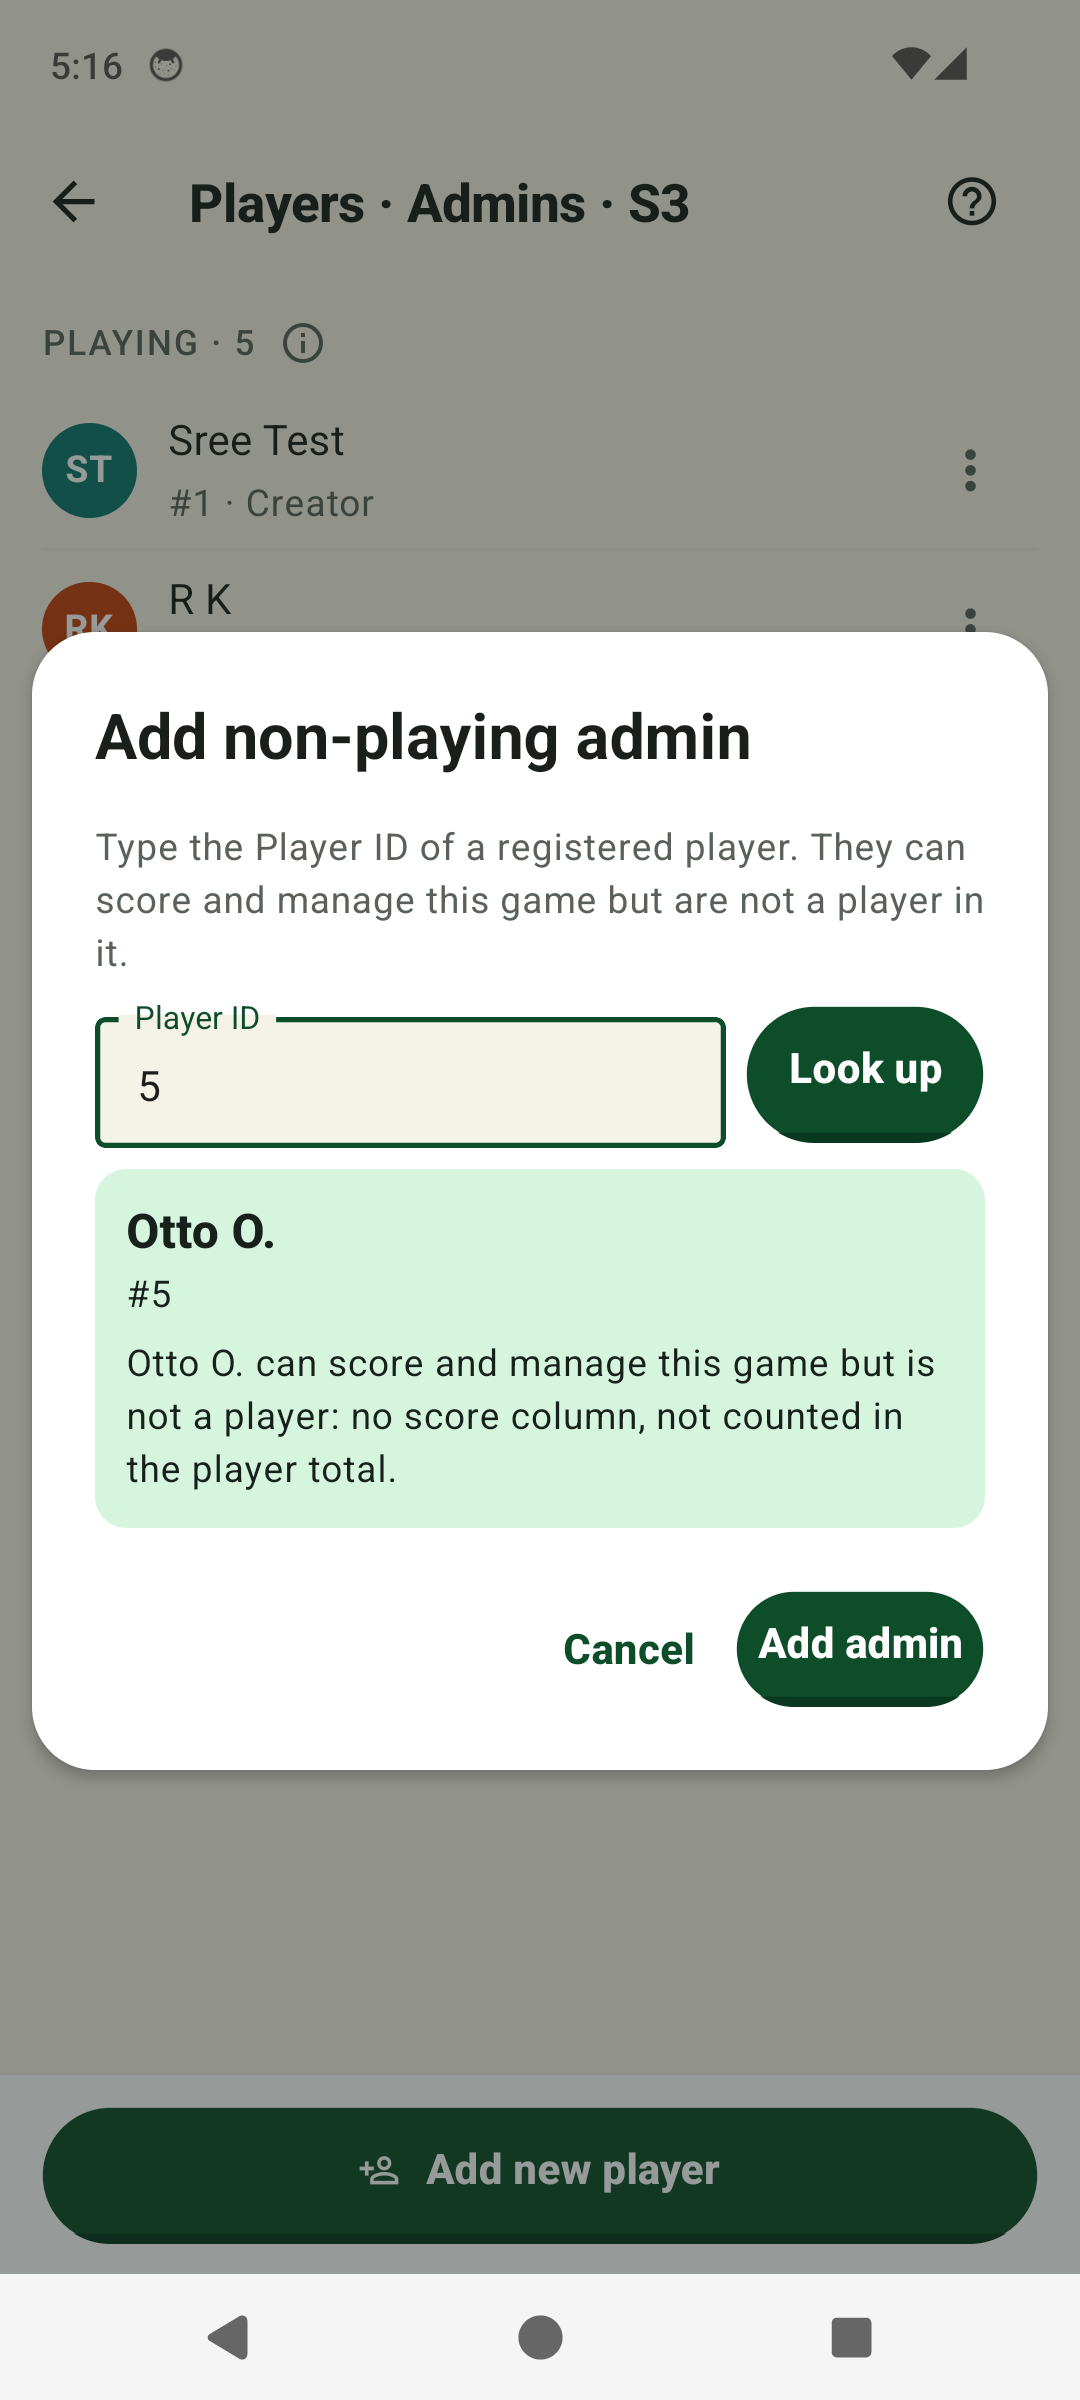 5:16
Players · Admins · S3
PLAYING · 5
ST
Sree Test
#1 · Creator
RK
R K
Add non-playing admin
Type the Player ID of a registered player. They can
score and manage this game but are not a player in
it.
Player ID
5
Look up
Otto O.
#5
Otto O. can score and manage this game but is
not a player: no score column, not counted in
the player total.
Cancel
Add admin
Add new player